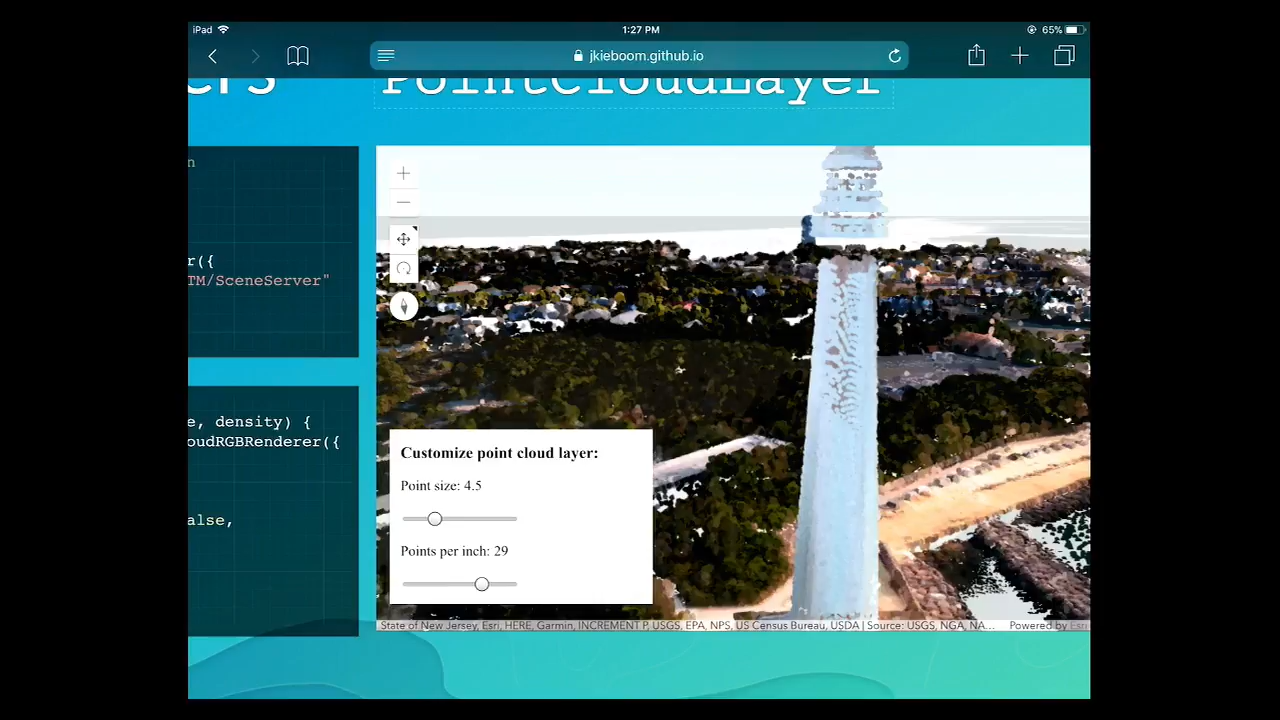 iPad
1:27 PM
65%
jkieboom.github.io
PointCloudLayer
n
r({
TM/SceneServer"
e, density) {
oudRGBRenderer({
alse,
Customize point cloud layer:
Point size: 4.5
Points per inch: 29
State of New Jersey, Esri, HERE, Garmin, INCREMENT P, USGS, EPA, NPS, US Census Bureau, USDA | Source: USGS, NGA, NA...
Powered by Esri